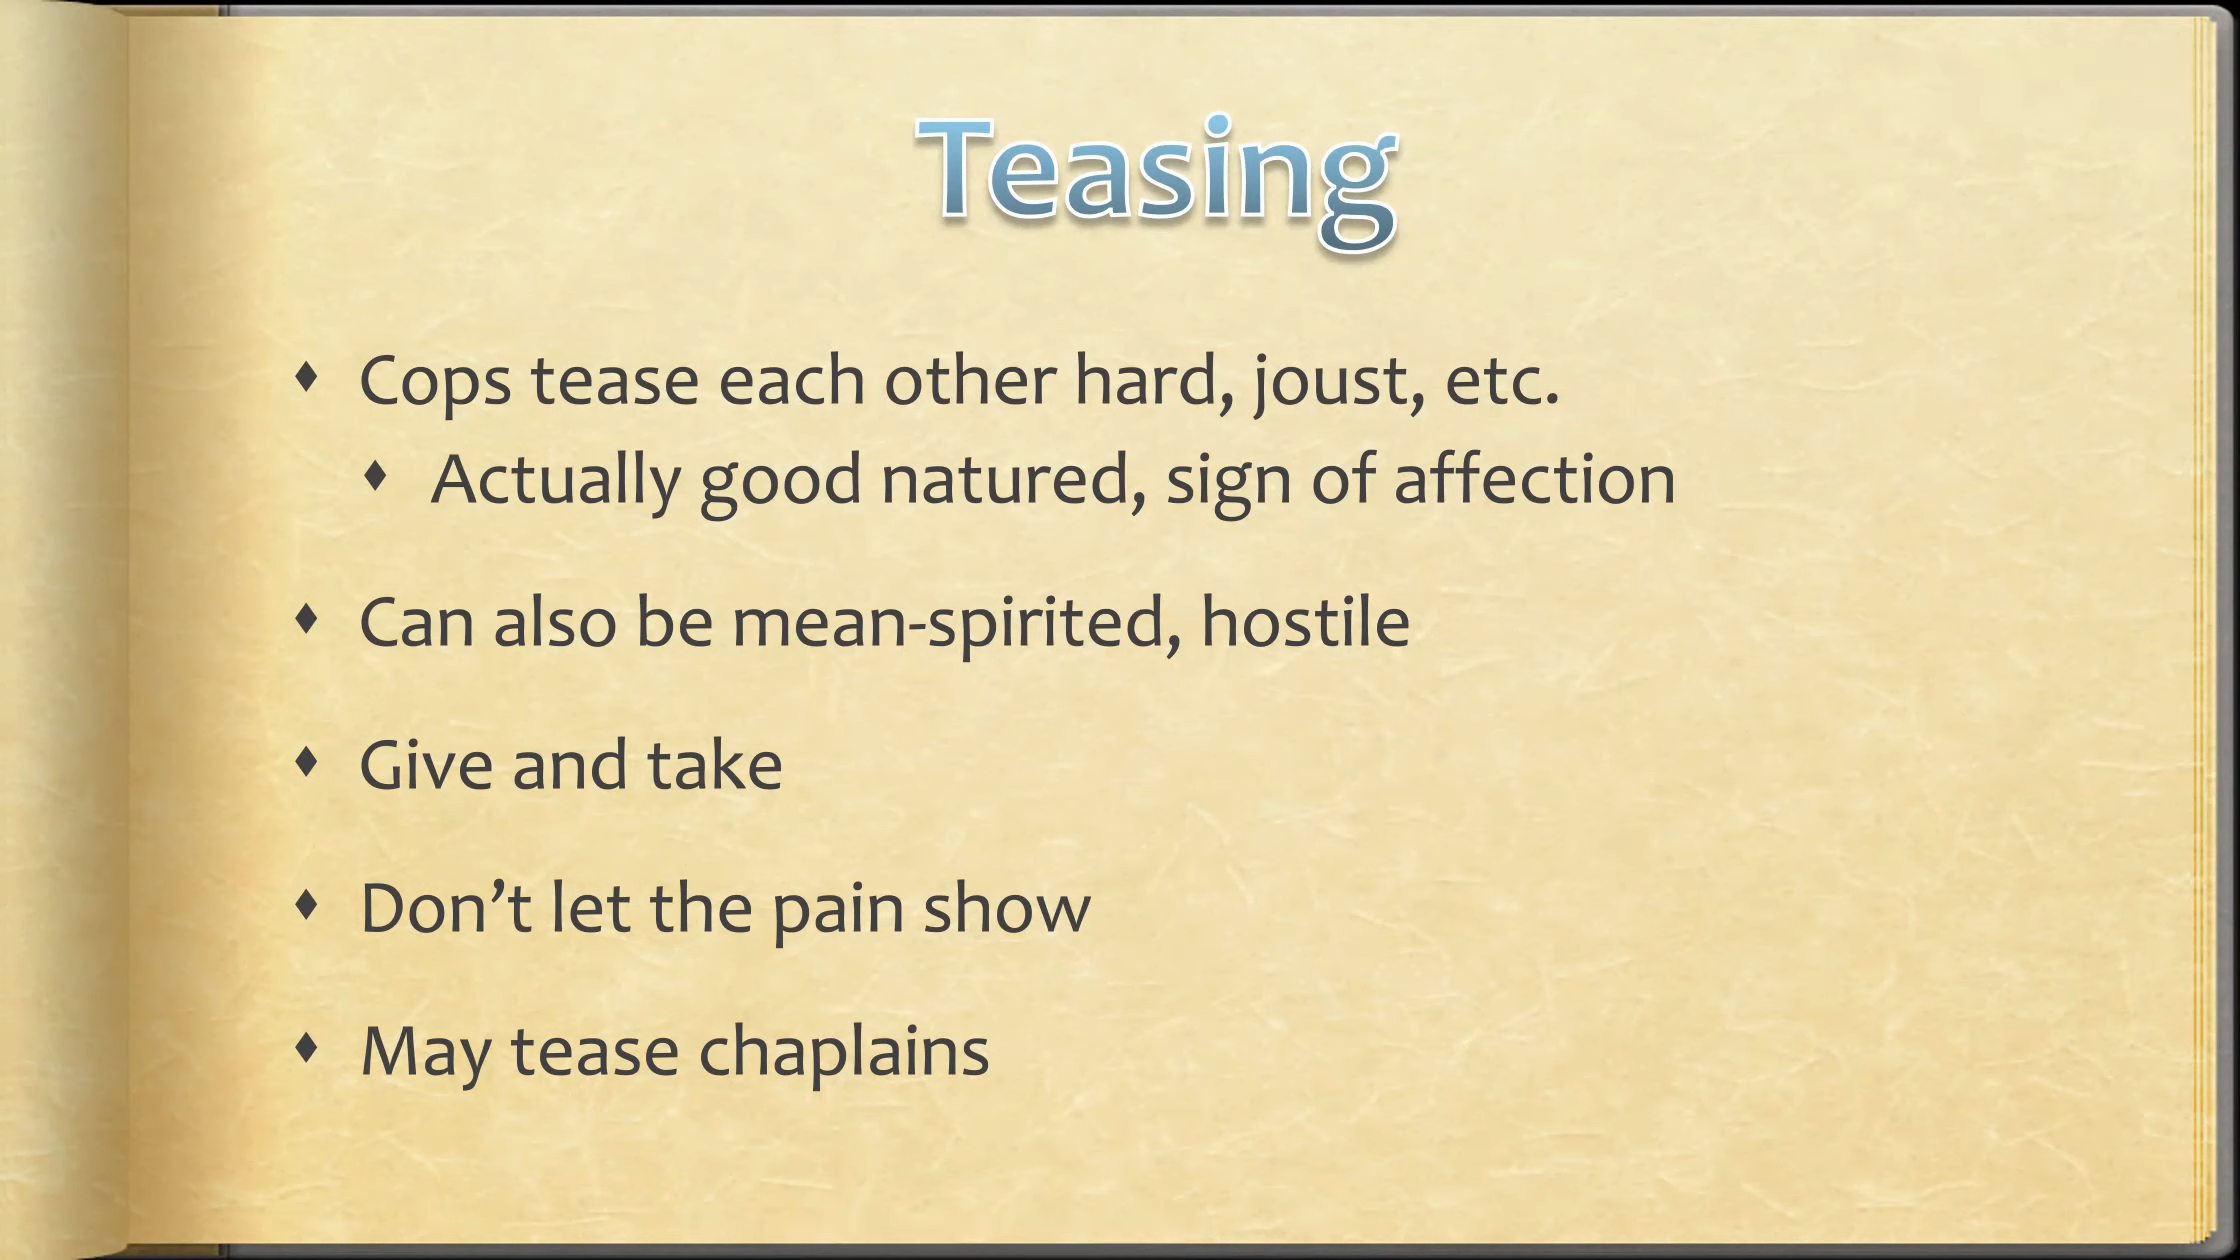 Teasing
♦ Cops tease each other hard, joust, etc.
♦ Actually good natured, sign of affection
♦ Can also be mean-spirited, hostile
♦ Give and take
♦ Don’t let the pain show
♦ May tease chaplains